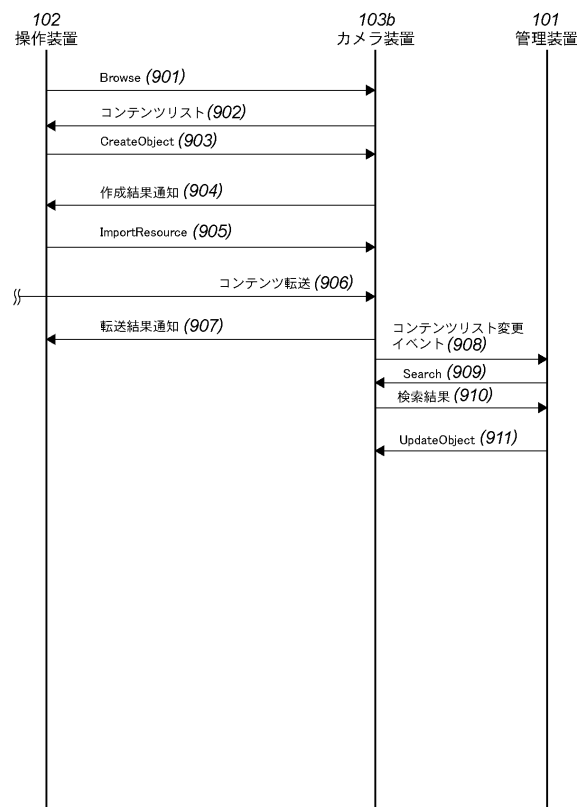 102 103b 101
操作装置 カメラ装置 管理装置
Browse (901)
コンテンツリスト (902)
CreateObject (903)
作成結果通知 (904)
ImportResource (905)
コンテンツ転送 (906)
転送結果通知 (907)
コンテンツリスト変更
イベント (908)
Search (909)
検索結果 (910)
UpdateObject (911)